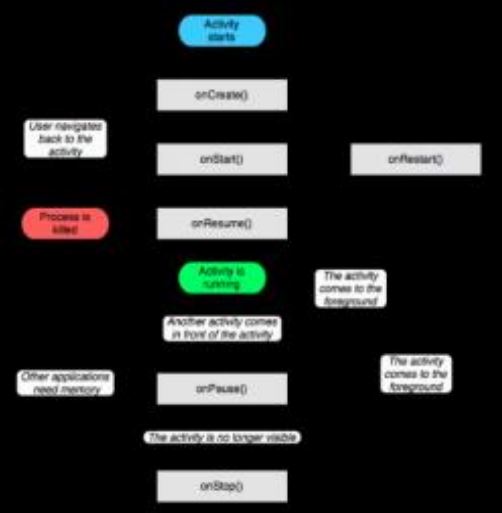 Activity
starts
onCreate()
User navigates
back to the
activity
onStart()
onRestart()
Process is
killed
onResume()
Activity is
running
The activity
comes to the
foreground
Another activity comes
in front of the activity
The activity
comes to the
foreground
Other applications
need memory
onPause()
The activity is no longer visible
onStop()